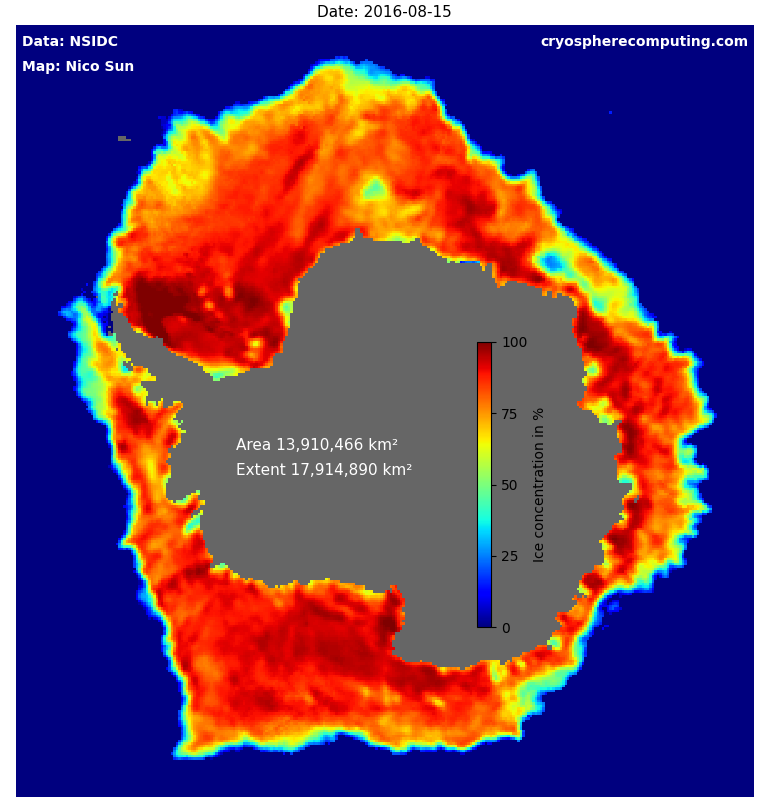 Date: 2016-08-15
Data: NSIDC
cryospherecomputing.com
Map: Nico Sun
100
75
50
25
0
Ice concentration in %
Area 13,910,466 km²
Extent 17,914,890 km²